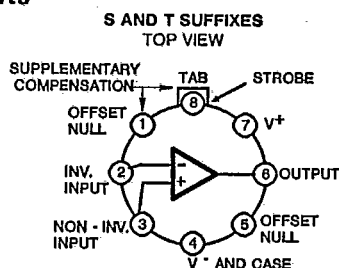 S AND T SUFFIXES
TOP VIEW
SUPPLEMENTARY
COMPENSATION
TAB
STROBE
OFFSET
NULL
1
8
7
V+
INV.
INPUT
2
-
+
6
OUTPUT
NON - INV.
INPUT
3
4
5
OFFSET
NULL
V - AND CASE